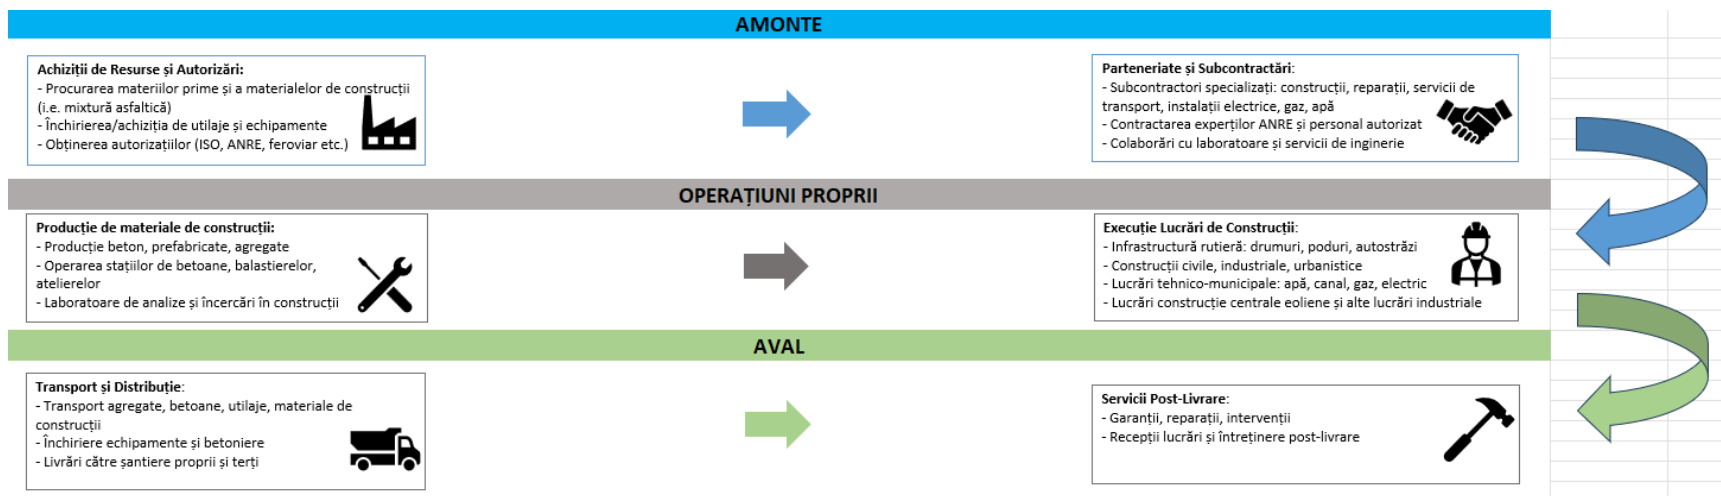 AMONTE
Achiziții de Resurse și Autorizări:
- Procurarea materiilor prime și a materialelor de construcții
(i.e. mixtură asfaltică)
- Închirierea/achiziția de utilaje și echipamente
- Obținerea autorizațiilor (ISO, ANRE, feroviar etc.)
Parteneriate și Subcontractări:
- Subcontractori specializați: construcții, reparații, servicii de
transport, instalații electrice, gaz, apă
- Contractarea experților ANRE și personal autorizat
- Colaborări cu laboratoare și servicii de inginerie
OPERAȚIUNI PROPRII
Producție de materiale de construcții:
- Producție beton, prefabricate, agregate
- Operarea stațiilor de betoane, balastierelor,
atelierelor
- Laboratoare de analize și încercări în construcții
Execuție Lucrări de Construcții:
- Infrastructură rutieră: drumuri, poduri, autostrăzi
- Construcții civile, industriale, urbanistice
- Lucrări tehnico-municipale: apă, canal, gaz, electric
- Lucrări construcție centrale eoliene și alte lucrări industriale
AVAL
Transport și Distribuție:
- Transport agregate, betoane, utilaje, materiale de
construcții
- Închiriere echipamente și betoniere
- Livrări către șantiere proprii și terți
Servicii Post-Livrare:
- Garanții, reparații, intervenții
- Recepții lucrări și întreținere post-livrare